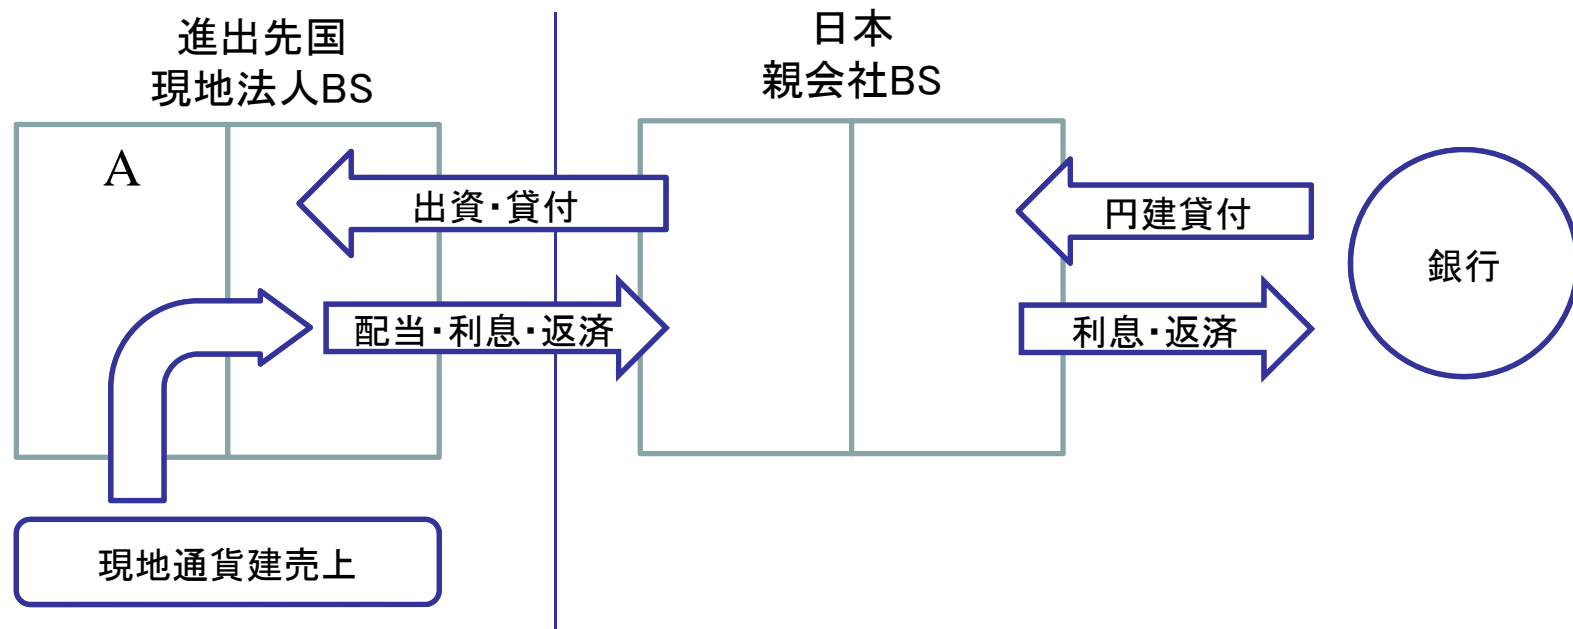 進出先国
現地法人BS
日本
親会社BS
A
出資・貸付
円建貸付
銀行
配当・利息・返済
利息・返済
現地通貨建売上